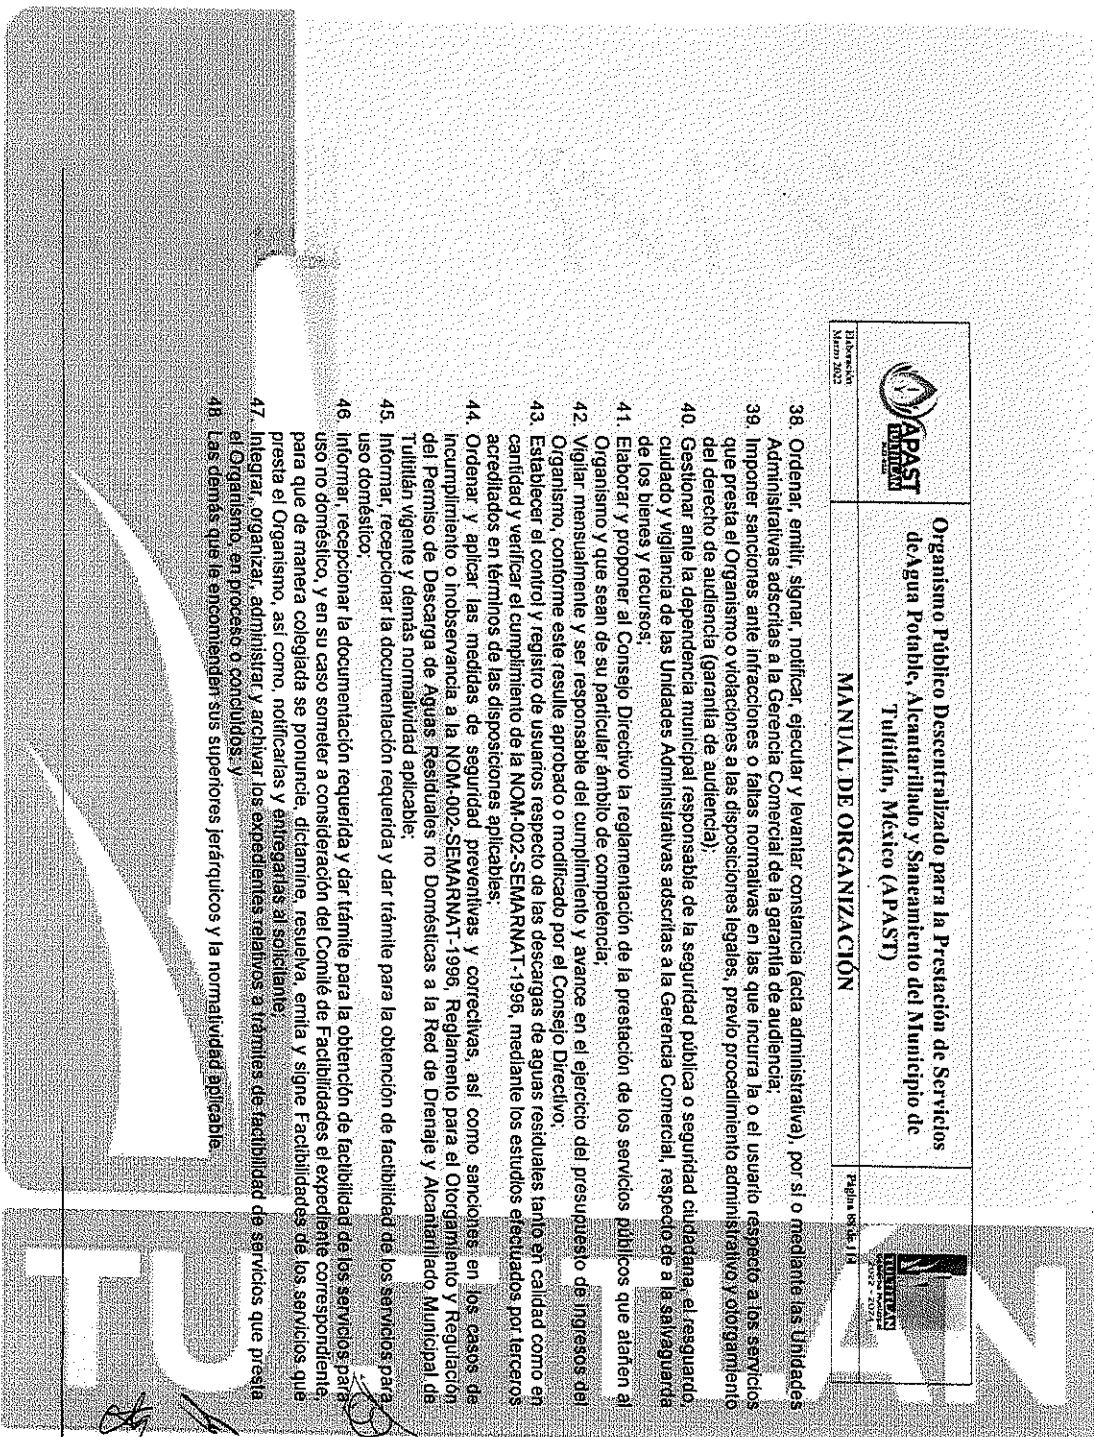 APAST
TULTITLÁN
Organismo Público Descentralizado para la Prestación de Servicios
de Agua Potable, Alcantarillado y Saneamiento del Municipio de
Tultitlán, México (APAST)
TULTITLÁN
Elaboración
Marzo 2022
MANUAL DE ORGANIZACIÓN
Página
38. Ordenar, emitir, signar, notificar, ejecutar y levantar constancia (acta administrativa), por sí o mediante las Unidades
Administrativas adscritas a la Gerencia Comercial de la garantía de audiencia;
39. Imponer sanciones ante infracciones o faltas normativas en las que incurra la o el usuario respecto a los servicios
que presta el Organismo o violaciones a las disposiciones legales, previo procedimiento administrativo y otorgamiento
del derecho de audiencia (garantía de audiencia);
40. Gestionar ante la dependencia municipal responsable de la seguridad pública o seguridad ciudadana, el resguardo,
cuidado y vigilancia de las Unidades Administrativas adscritas a la Gerencia Comercial, respecto de a la salvaguarda
de los bienes y recursos;
41. Elaborar y proponer al Consejo Directivo la reglamentación de la prestación de los servicios públicos que atañen al
Organismo y que sean de su particular ámbito de competencia;
42. Vigilar mensualmente y ser responsable del cumplimiento y avance en el ejercicio del presupuesto de ingresos del
Organismo, conforme este resulte aprobado o modificado por el Consejo Directivo;
43. Establecer el control y registro de usuarios respecto de las descargas de aguas residuales tanto en calidad como en
cantidad y verificar el cumplimiento de la NOM-002-SEMARNAT-1996, mediante los estudios efectuados por terceros
acreditados en términos de las disposiciones aplicables;
44. Ordenar y aplicar las medidas de seguridad preventivas y correctivas, así como sanciones en los casos de
incumplimiento o inobservancia a la NOM-002-SEMARNAT-1996, Reglamento para el Otorgamiento y Regulación
del Permiso de Descarga de Aguas Residuales no Domésticas a la Red de Drenaje y Alcantarillado Municipal de
Tultitlán vigente y demás normatividad aplicable;
45. Informar, recepcionar la documentación requerida y dar trámite para la obtención de factibilidad de los servicios para
uso doméstico;
46. Informar, recepcionar la documentación requerida y dar trámite para la obtención de factibilidad de los servicios para
uso no doméstico, y en su caso someter a consideración del Comité de Factibilidades el expediente correspondiente,
para que de manera colegiada se pronuncie, dictamine, resuelva, emita y signe Factibilidades de los servicios que
presta el Organismo, así como, notificarlas y entregarlas al solicitante;
47. Integrar, organizar, administrar y archivar los expedientes relativos a trámites de factibilidad de servicios que presta
el Organismo, en proceso o concluidos; y
48. Las demás que le encomienden sus superiores jerárquicos y la normatividad aplicable.
TULTITLÁN